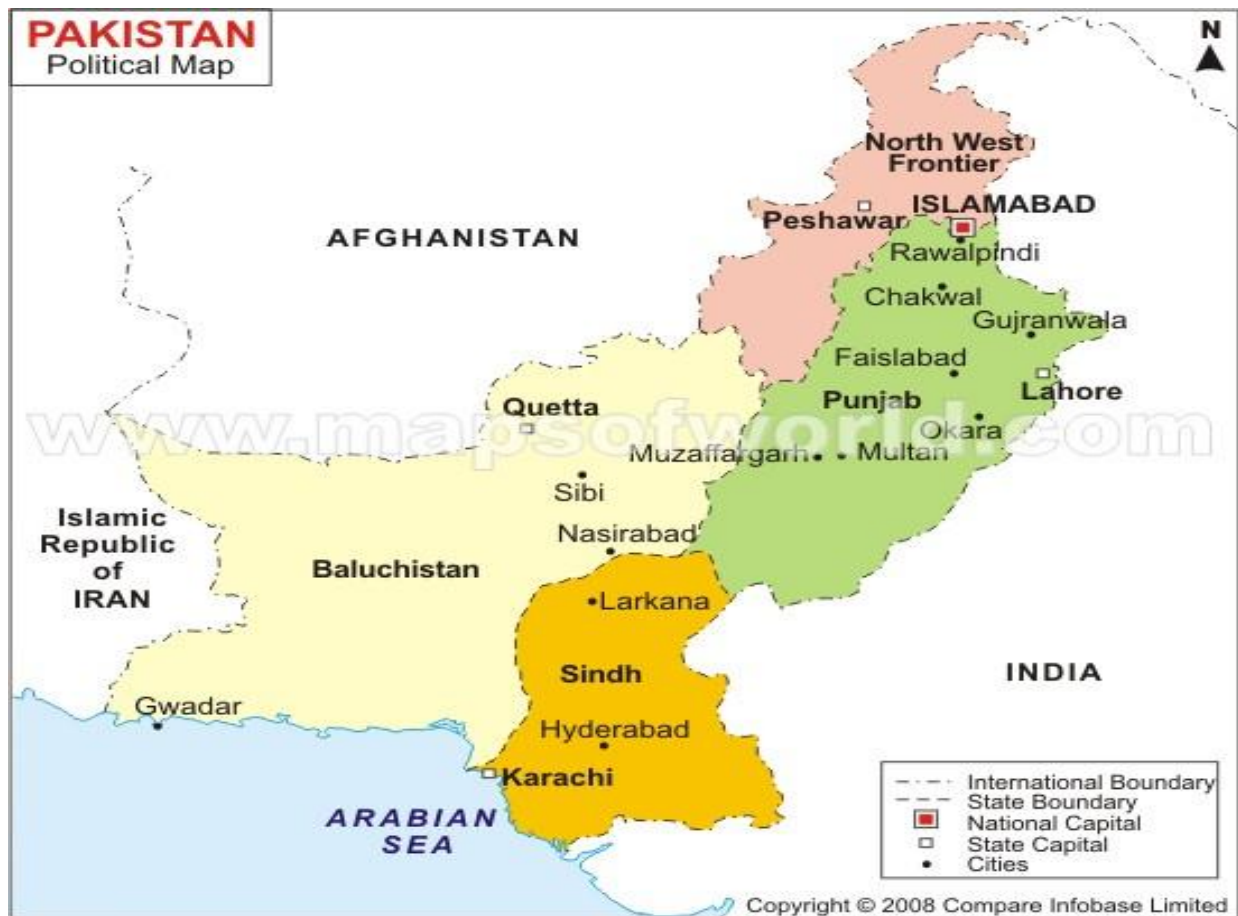 PAKISTAN
Political Map
N
North West
Frontier
ISLAMABAD
Peshawar
Rawalpindi
AFGHANISTAN
Chakwal
Gujranwala
Faislabad
Lahore
Punjab
Quetta
www.mapsofworld.com
Okara
Muzaffargarh
Multan
Sibi
Islamic
Republic
of
IRAN
Nasirabad
Baluchistan
Larkana
Sindh
INDIA
Gwadar
Hyderabad
Karachi
ARABIAN
SEA
International Boundary
State Boundary
National Capital
State Capital
Cities
Copyright © 2008 Compare Infobase Limited